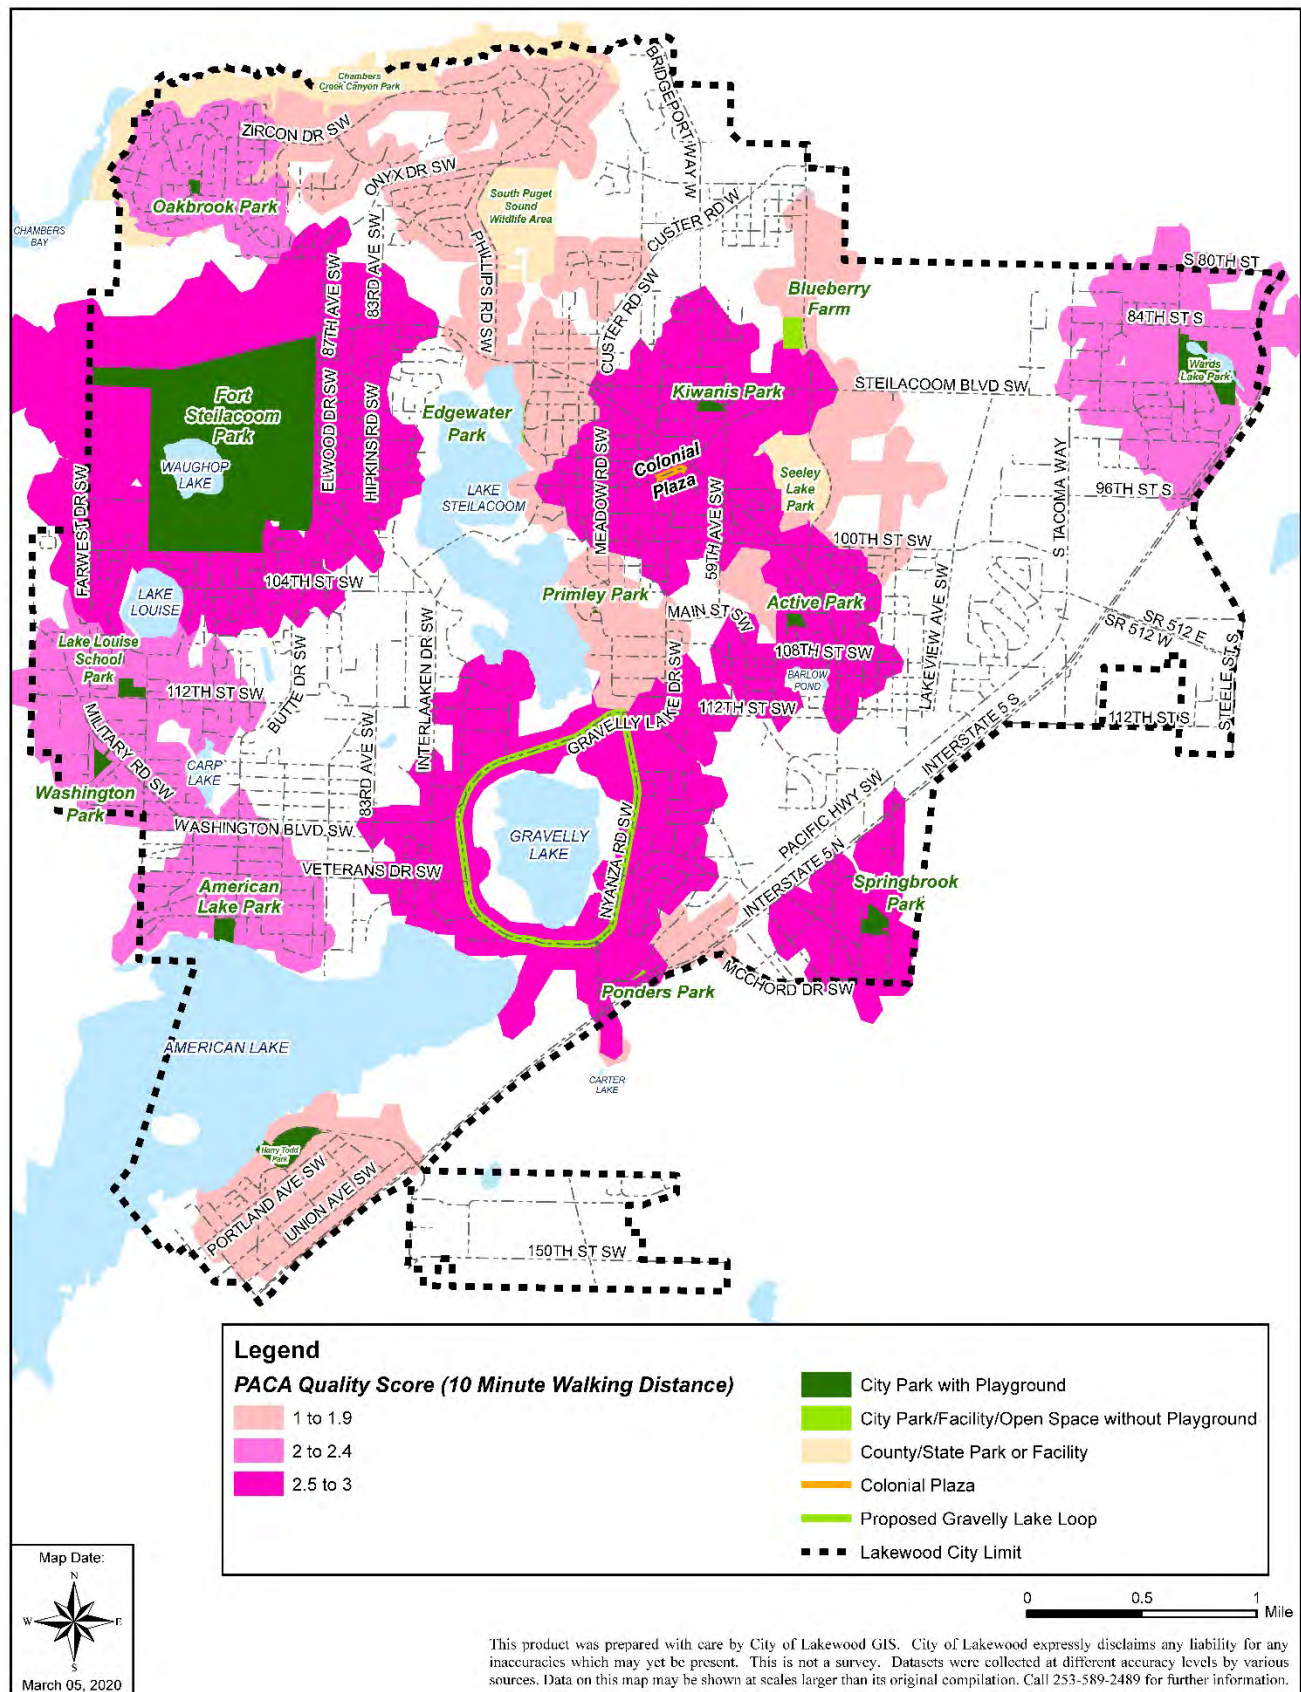 Chambers
Creek Canyon Park
BRIDGEPORT WAY W
ZIRCON DR SW
ONYX DR SW
Oakbrook Park
South Puget
Sound
Wildlife Area
CUSTER RD W
CHAMBERS
BAY
83RD AVE SW
PHILLIPS RD SW
87TH AVE SW
CUSTER RD SW
S 80TH ST
Blueberry
Farm
84TH ST S
Wards
Lake Park
STEILACOOM BLVD SW
Kiwanis Park
Fort
Steilacoom
Park
Edgewater
Park
ELWOOD DR SW
HIPKINS RD SW
WAUGHOP
LAKE
Colonial
Plaza
LAKE
STEILACOOM
MEADOW RD SW
59TH AVE SW
Seeley
Lake
Park
S TACOMA WAY
96TH ST S
FARWEST DR SW
100TH ST SW
104TH ST SW
LAKE
LOUISE
Primley Park
MAIN ST SW
Active Park
108TH ST SW
BARLOW
POND
LAKEVIEW AVE SW
SR 512 E
SR 512 W
STEELE ST S
Lake Louise
School
Park
112TH ST SW
BUTTE DR SW
INTERLAAKEN DR SW
112TH ST SW
112TH ST S
GRAVELLY LAKE DR SW
INTERSTATE 5 S
MILITARY RD SW
CARP
LAKE
83RD AVE SW
Washington
Park
WASHINGTON BLVD SW
GRAVELLY
LAKE
NYANZA RD SW
PACIFIC HWY SW
INTERSTATE 5 N
VETERANS DR SW
American
Lake Park
Springbrook
Park
MCCHORD DR SW
Ponders Park
AMERICAN LAKE
CARTER
LAKE
Harry Todd
Park
PORTLAND AVE SW
UNION AVE SW
150TH ST SW
Legend
PACA Quality Score (10 Minute Walking Distance)
1 to 1.9
2 to 2.4
2.5 to 3
City Park with Playground
City Park/Facility/Open Space without Playground
County/State Park or Facility
Colonial Plaza
Proposed Gravelly Lake Loop
Lakewood City Limit
Map Date:
N
W E
S
March 05, 2020
0 0.5 1
Mile
This product was prepared with care by City of Lakewood GIS. City of Lakewood expressly disclaims any liability for any
inaccuracies which may yet be present. This is not a survey. Datasets were collected at different accuracy levels by various
sources. Data on this map may be shown at scales larger than its original compilation. Call 253-589-2489 for further information.